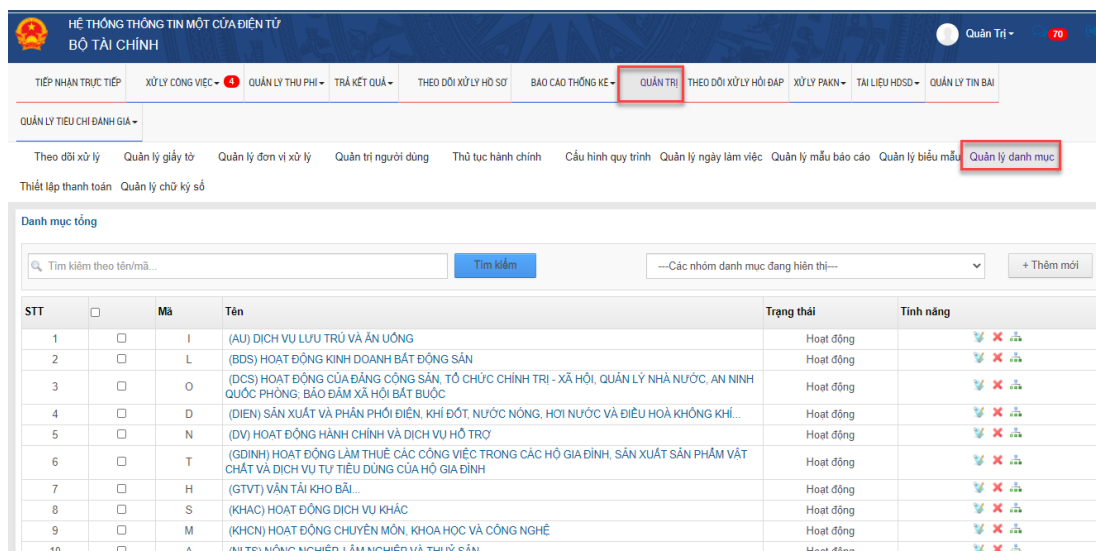 HỆ THỐNG THÔNG TIN MỘT CỬA ĐIỆN TỬ
BỘ TÀI CHÍNH
Quản Trị
70
TIẾP NHẬN TRỰC TIẾP XỬ LÝ CÔNG VIỆC 4 QUẢN LÝ THU PHÍ TRẢ KẾT QUẢ THEO DÕI XỬ LÝ HỒ SƠ BÁO CÁO THỐNG KÊ QUẢN TRỊ THEO DÕI XỬ LÝ HỎI ĐÁP XỬ LÝ PAKN TÀI LIỆU HDSD QUẢN LÝ TIN BÀI
QUẢN LÝ TIÊU CHÍ ĐÁNH GIÁ
Theo dõi xử lý Quản lý giấy tờ Quản lý đơn vị xử lý Quản trị người dùng Thủ tục hành chính Cấu hình quy trình Quản lý ngày làm việc Quản lý mẫu báo cáo Quản lý biểu mẫu Quản lý danh mục
Thiết lập thanh toán Quản lý chữ ký số
Danh mục tổng
Tìm kiếm theo tên/mã... Tìm kiếm ---Các nhóm danh mục đang hiện thị--- + Thêm mới
STT Mã Tên Trạng thái Tính năng
1 I (AU) DỊCH VỤ LƯU TRÚ VÀ ĂN UỐNG Hoạt động
2 L (BDS) HOẠT ĐỘNG KINH DOANH BẤT ĐỘNG SẢN Hoạt động
3 O (DCS) HOẠT ĐỘNG CỦA ĐẢNG CỘNG SẢN, TỔ CHỨC CHÍNH TRỊ - XÃ HỘI, QUẢN LÝ NHÀ NƯỚC, AN NINH Hoạt động
QUỐC PHÒNG; BẢO ĐẢM XÃ HỘI BẮT BUỘC
4 D (DIEN) SẢN XUẤT VÀ PHÂN PHỐI ĐIỆN, KHÍ ĐỐT, NƯỚC NÓNG, HƠI NƯỚC VÀ ĐIỀU HOÀ KHÔNG KHÍ... Hoạt động
5 N (DV) HOẠT ĐỘNG HÀNH CHÍNH VÀ DỊCH VỤ HỖ TRỢ Hoạt động
6 T (GDINH) HOẠT ĐỘNG LÀM THUÊ CÁC CÔNG VIỆC TRONG CÁC HỘ GIA ĐÌNH, SẢN XUẤT SẢN PHẨM VẬT Hoạt động
CHẤT VÀ DỊCH VỤ TỰ TIÊU DÙNG CỦA HỘ GIA ĐÌNH
7 H (GTVT) VẬN TẢI KHO BÃI... Hoạt động
8 S (KHAC) HOẠT ĐỘNG DỊCH VỤ KHÁC Hoạt động
9 M (KHCN) HOẠT ĐỘNG CHUYÊN MÔN, KHOA HỌC VÀ CÔNG NGHỆ Hoạt động
10 A (NLTS) NÔNG NGHIỆP, LÂM NGHIỆP VÀ THUỶ SẢN Hoạt động